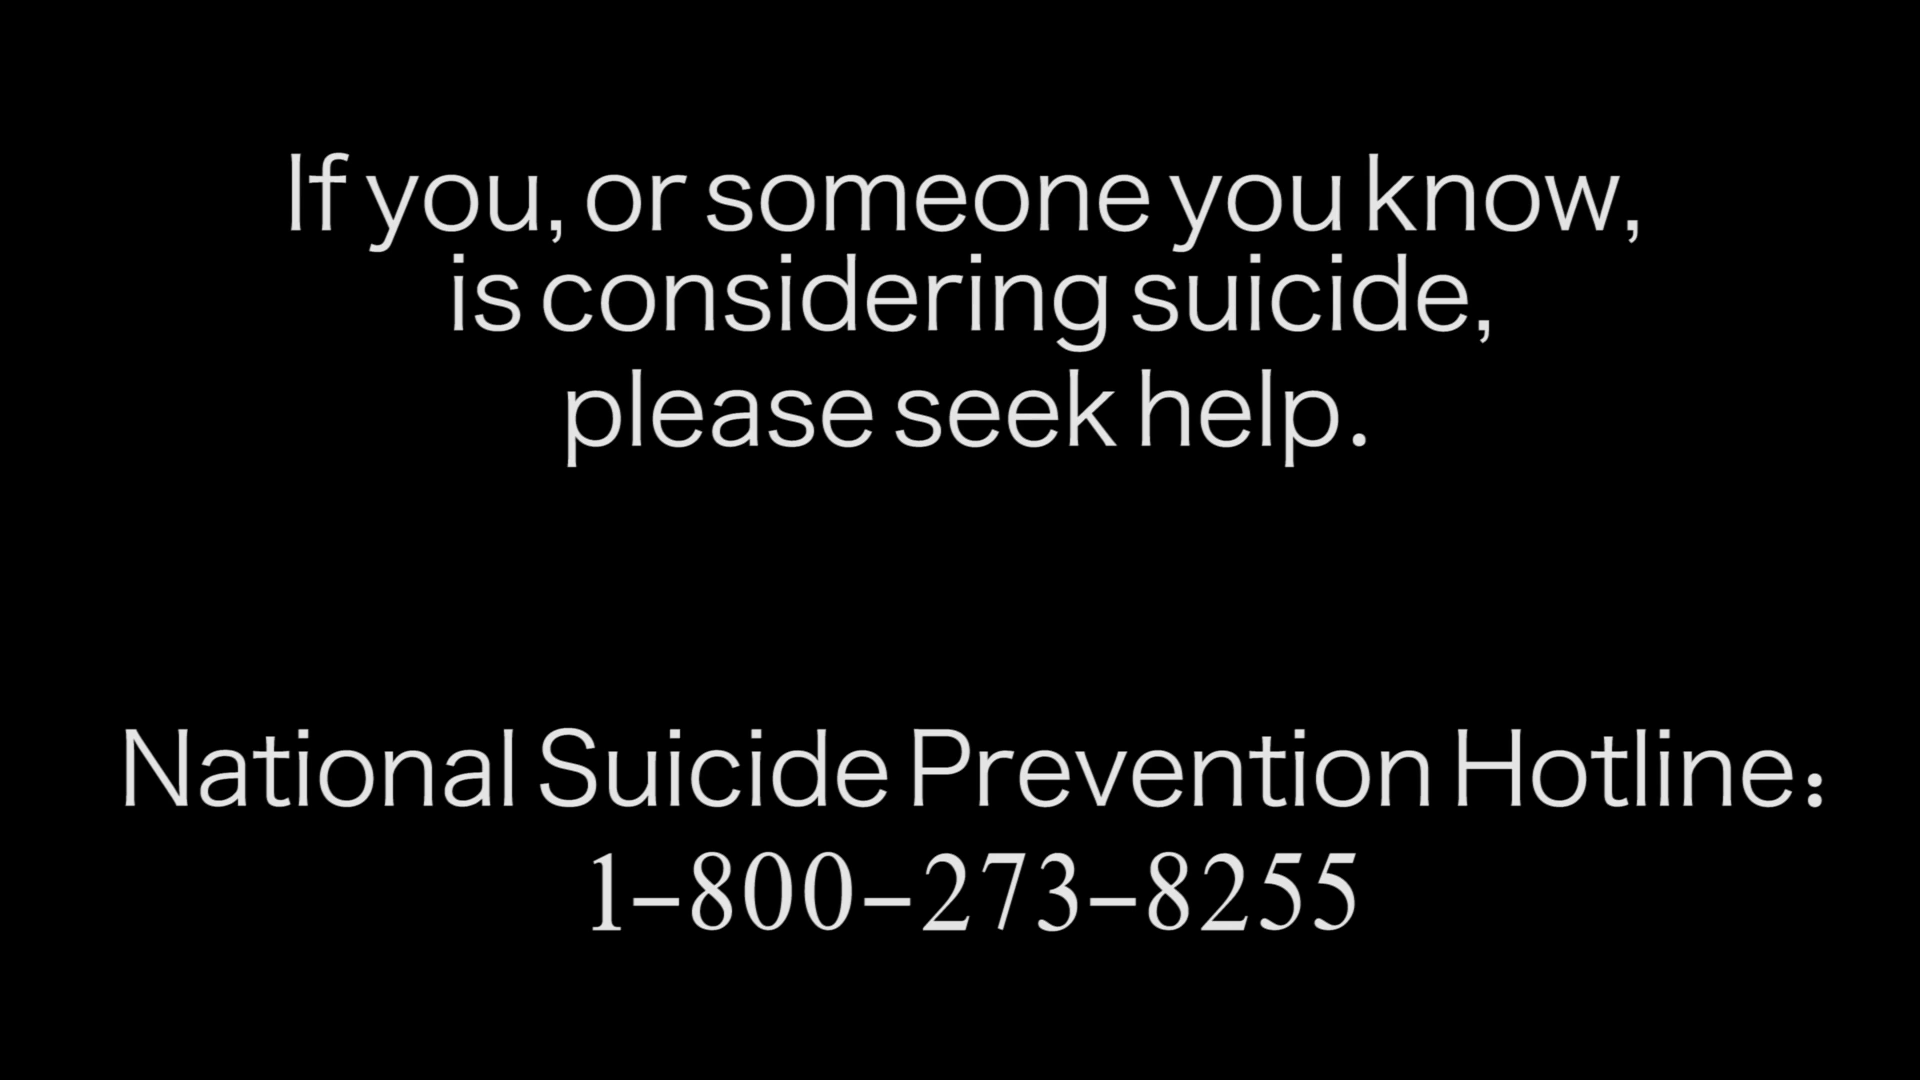 If you, or someone you know,
is considering suicide,
please seek help.
National Suicide Prevention Hotline:
1-800-273-8255